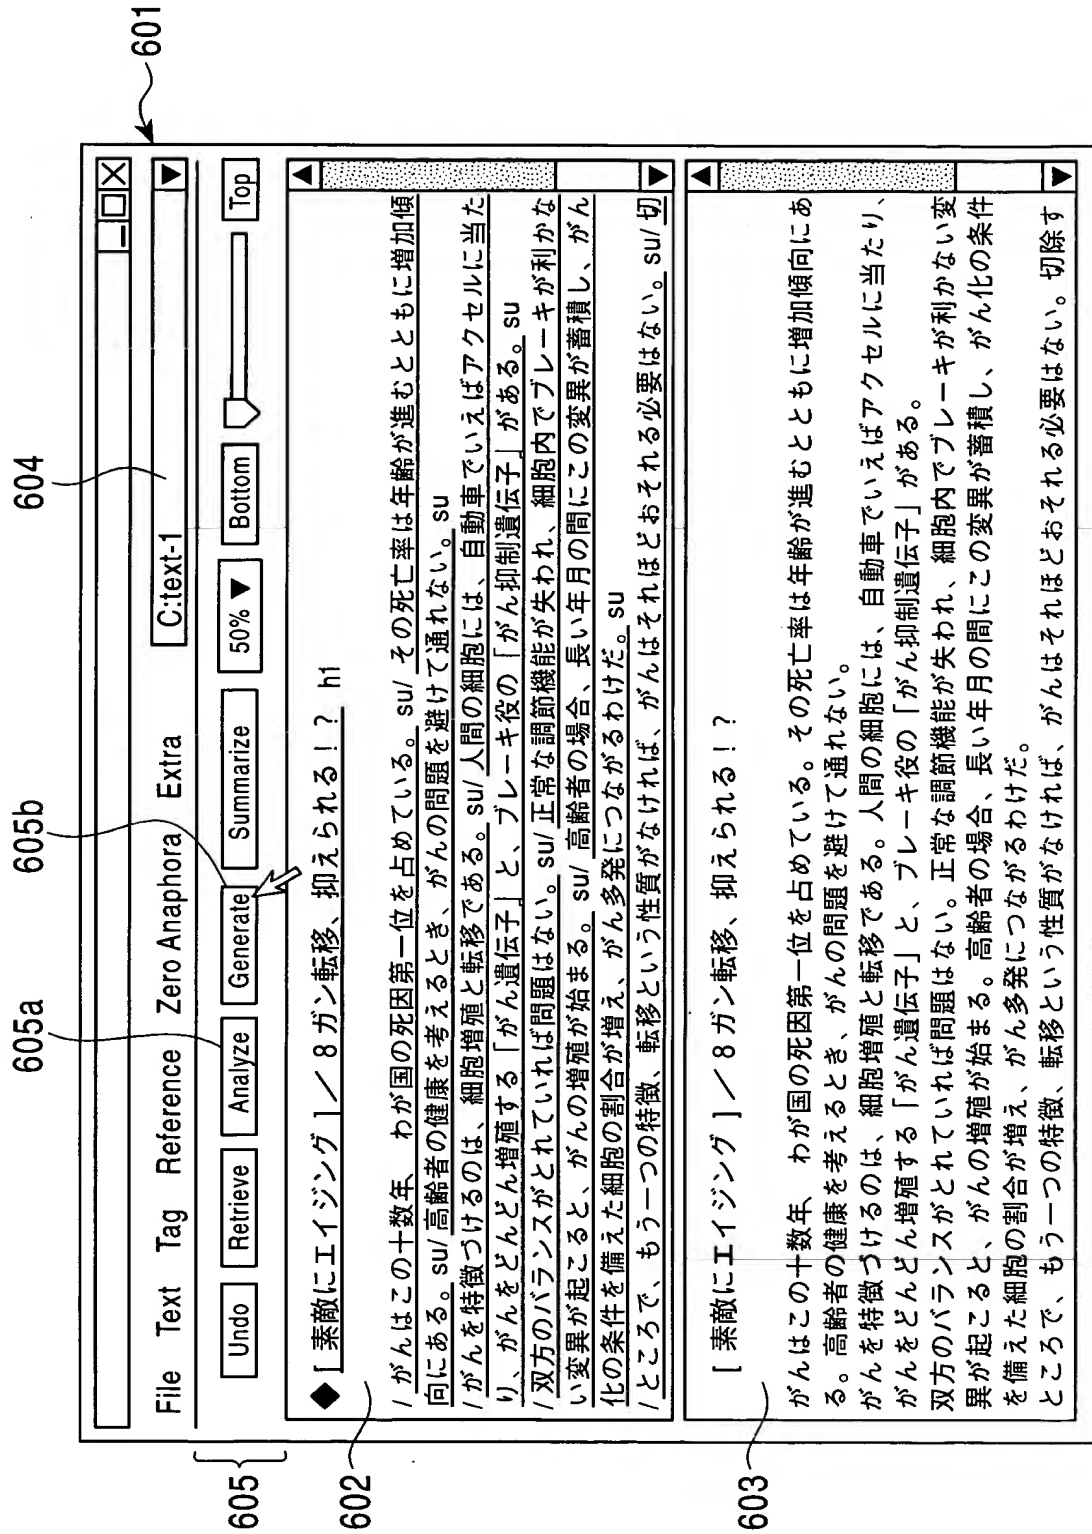 601
604
605b
605a
605
602
603
File Text Tag Reference Zero Anaphora Extra
C:text-1
Undo Retrieve Analyze Generate Summarize 50% ▼ Bottom Top
◆ [ 素敵にエイジング ] ／ 8 ガン転移、抑えられる！？ h1
/ がんはこの十数年、 わが国の死因第一位を占めている。su/ その死亡率は年齢が進むとともに増加傾
向にある。su/ 高齢者の健康を考えるとき、がんの問題を避けて通れない。su
/ がんを特徴づけるのは、細胞増殖と転移である。su/ 人間の細胞には、自動車でいえばアクセルに当た
り、がんをどんどん増殖する「がん遺伝子」と、ブレーキ役の「がん抑制遺伝子」がある。su
/ 双方のバランスがとれていれば問題はない。su/ 正常な調節機能が失われ、細胞内でブレーキが利かな
い変異が起こると、がんの増殖が始まる。su/ 高齢者の場合、長い年月の間にこの変異が蓄積し、がん
化の条件を備えた細胞の割合が増え、がん多発につながるわけだ。su
/ ところで、もう一つの特徴、転移という性質がなければ、がんはそれほどおそれる必要はない。su/ 切
[ 素敵にエイジング ] ／ 8 ガン転移、抑えられる！？
がんはこの十数年、 わが国の死因第一位を占めている。その死亡率は年齢が進むとともに増加傾向にあ
る。高齢者の健康を考えるとき、がんの問題を避けて通れない。
がんを特徴づけるのは、細胞増殖と転移である。人間の細胞には、自動車でいえばアクセルに当たり、
がんをどんどん増殖する「がん遺伝子」と、ブレーキ役の「がん抑制遺伝子」がある。
双方のバランスがとれていれば問題はない。正常な調節機能が失われ、細胞内でブレーキが利かない変
異が起こると、がんの増殖が始まる。高齢者の場合、長い年月の間にこの変異が蓄積し、がん化の条件
を備えた細胞の割合が増え、がん多発につながるわけだ。
ところで、もう一つの特徴、転移という性質がなければ、がんはそれほどおそれる必要はない。切除す